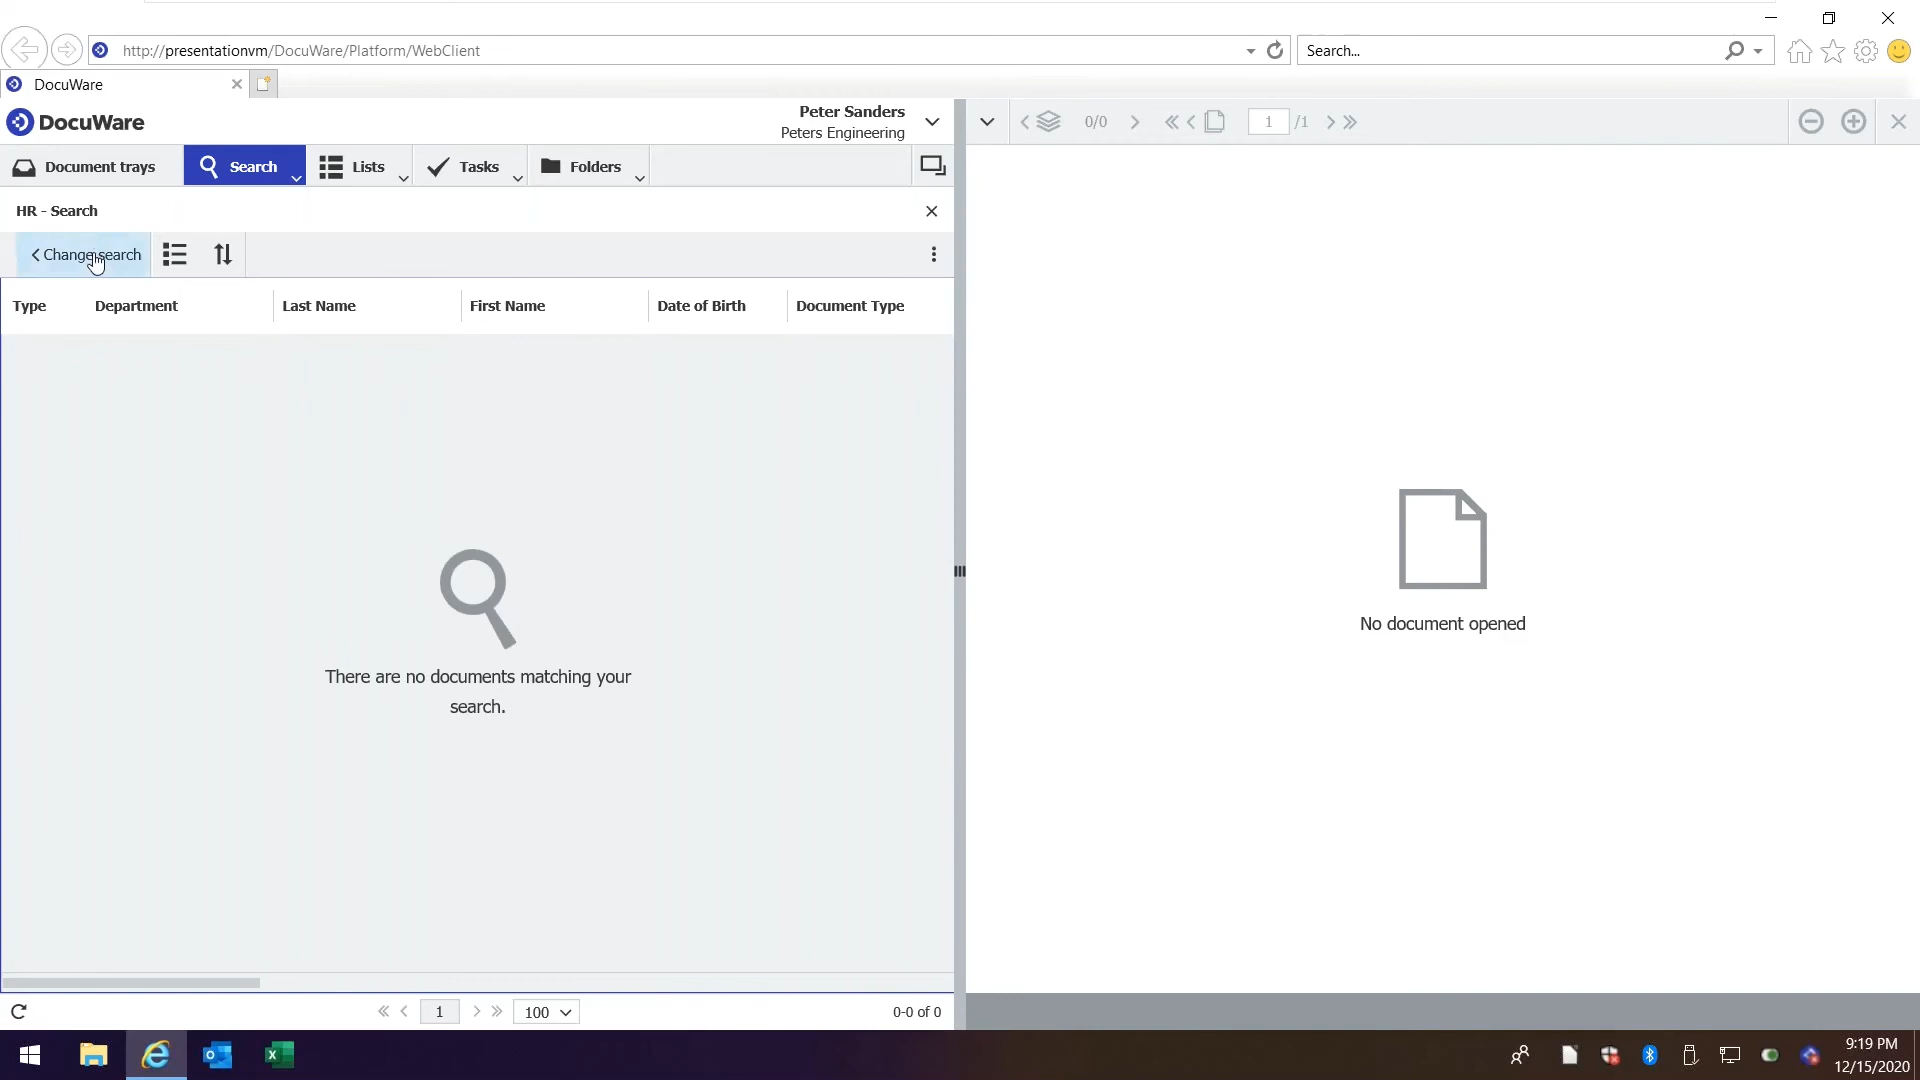 http://presentationvm/DocuWare/Platform/WebClient
Search...
DocuWare
DocuWare
Peter Sanders
Peters Engineering
0/0
1 /1
Document trays
Search
Lists
Tasks
Folders
HR - Search
Change search
Type
Department
Last Name
First Name
Date of Birth
Document Type
There are no documents matching your
search.
No document opened
1
100
0-0 of 0
9:19 PM
12/15/2020